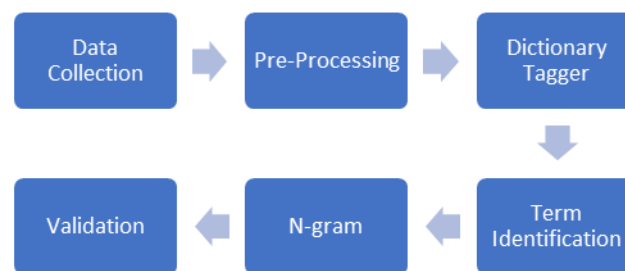 Data
Collection
Pre-Processing
Dictionary
Tagger
Term
Identification
N-gram
Validation